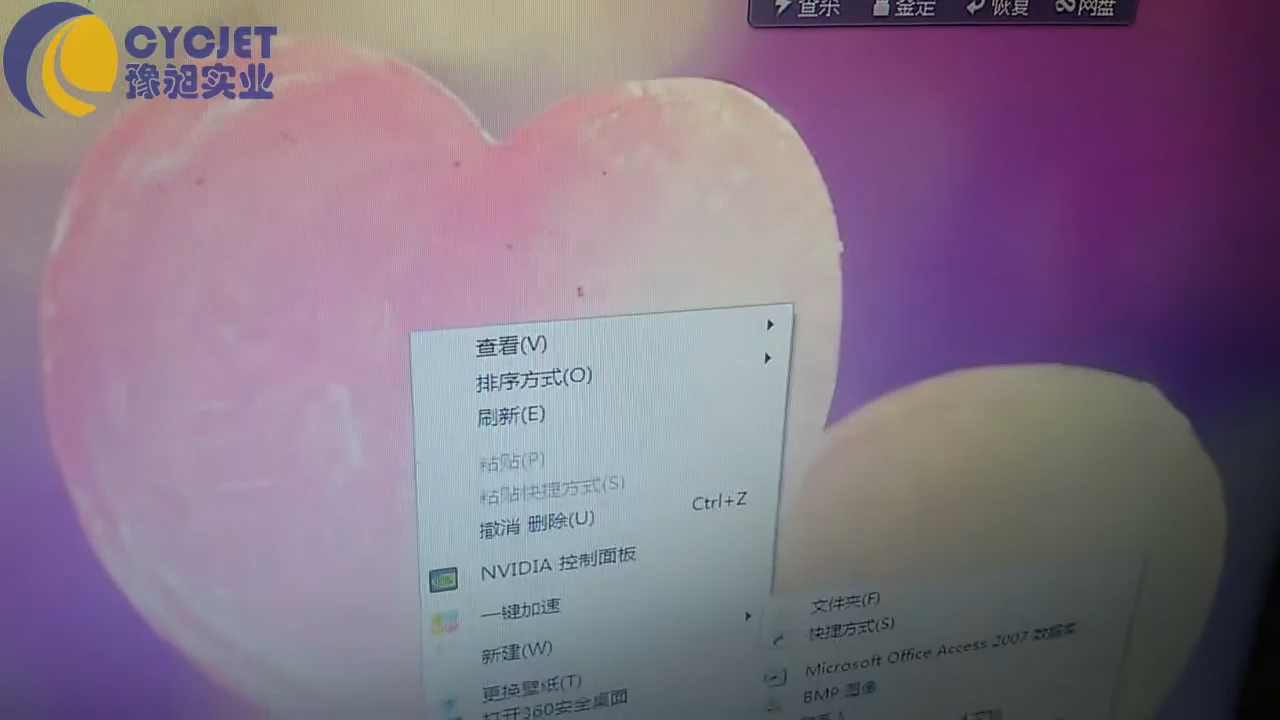 CYCJET
豫昶实业
查杀 鉴定 恢复 网盘
查看(V)
排序方式(O)
刷新(E)
粘贴(P)
粘贴快捷方式(S)
撤消 删除(U) Ctrl+Z
NVIDIA 控制面板
一键加速
新建(W)
更换壁纸(T)
打开360安全桌面
文件夹(F)
快捷方式(S)
Microsoft Office Access 2007 数据库
BMP 图像